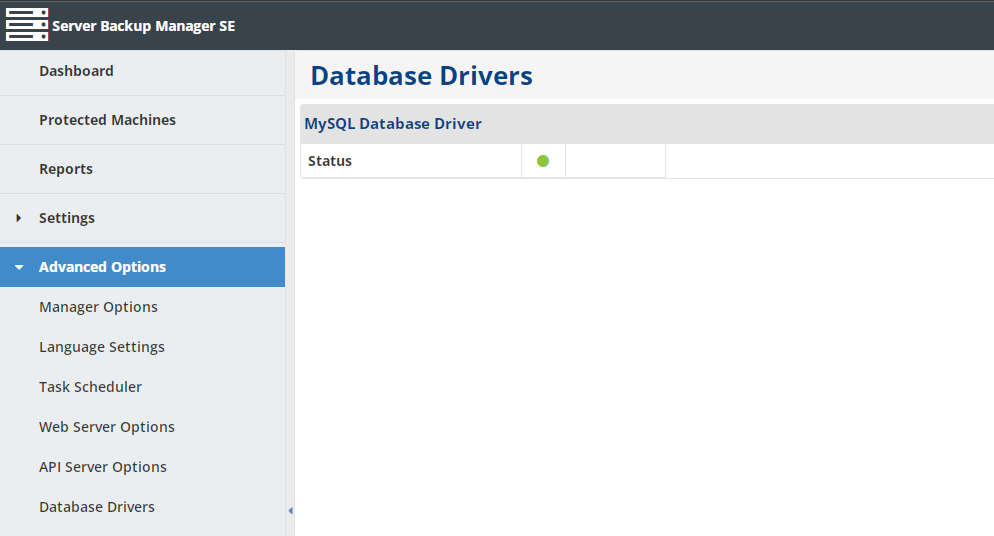 Server Backup Manager SE
Dashboard
Protected Machines
Reports
Settings
Advanced Options
Manager Options
Language Settings
Task Scheduler
Web Server Options
API Server Options
Database Drivers
Database Drivers
MySQL Database Driver
Status